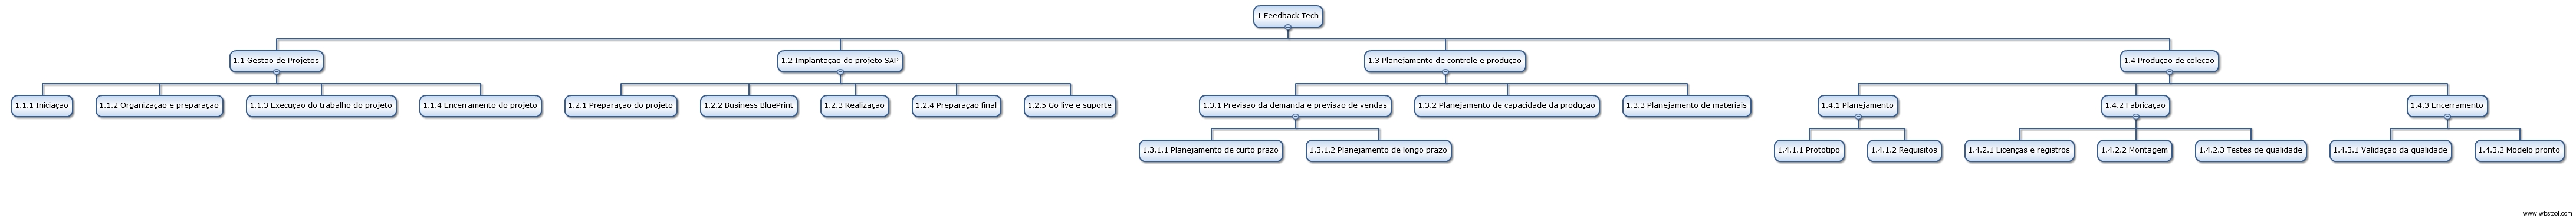 1 Feedback Tech
1.1 Gestao de Projetos
1.2 Implantaçao do projeto SAP
1.3 Planejamento de controle e produçao
1.4 Produçao de coleçao
1.1.1 Iniciaçao
1.1.2 Organizaçao e preparaçao
1.1.3 Execuçao do trabalho do projeto
1.1.4 Encerramento do projeto
1.2.1 Preparaçao do projeto
1.2.2 Business BluePrint
1.2.3 Realizaçao
1.2.4 Preparaçao final
1.2.5 Go live e suporte
1.3.1 Previsao da demanda e previsao de vendas
1.3.2 Planejamento de capacidade da produçao
1.3.3 Planejamento de materiais
1.4.1 Planejamento
1.4.2 Fabricaçao
1.4.3 Encerramento
1.3.1.1 Planejamento de curto prazo
1.3.1.2 Planejamento de longo prazo
1.4.1.1 Prototipo
1.4.1.2 Requisitos
1.4.2.1 Licenças e registros
1.4.2.2 Montagem
1.4.2.3 Testes de qualidade
1.4.3.1 Validaçao da qualidade
1.4.3.2 Modelo pronto
www.wbstool.com